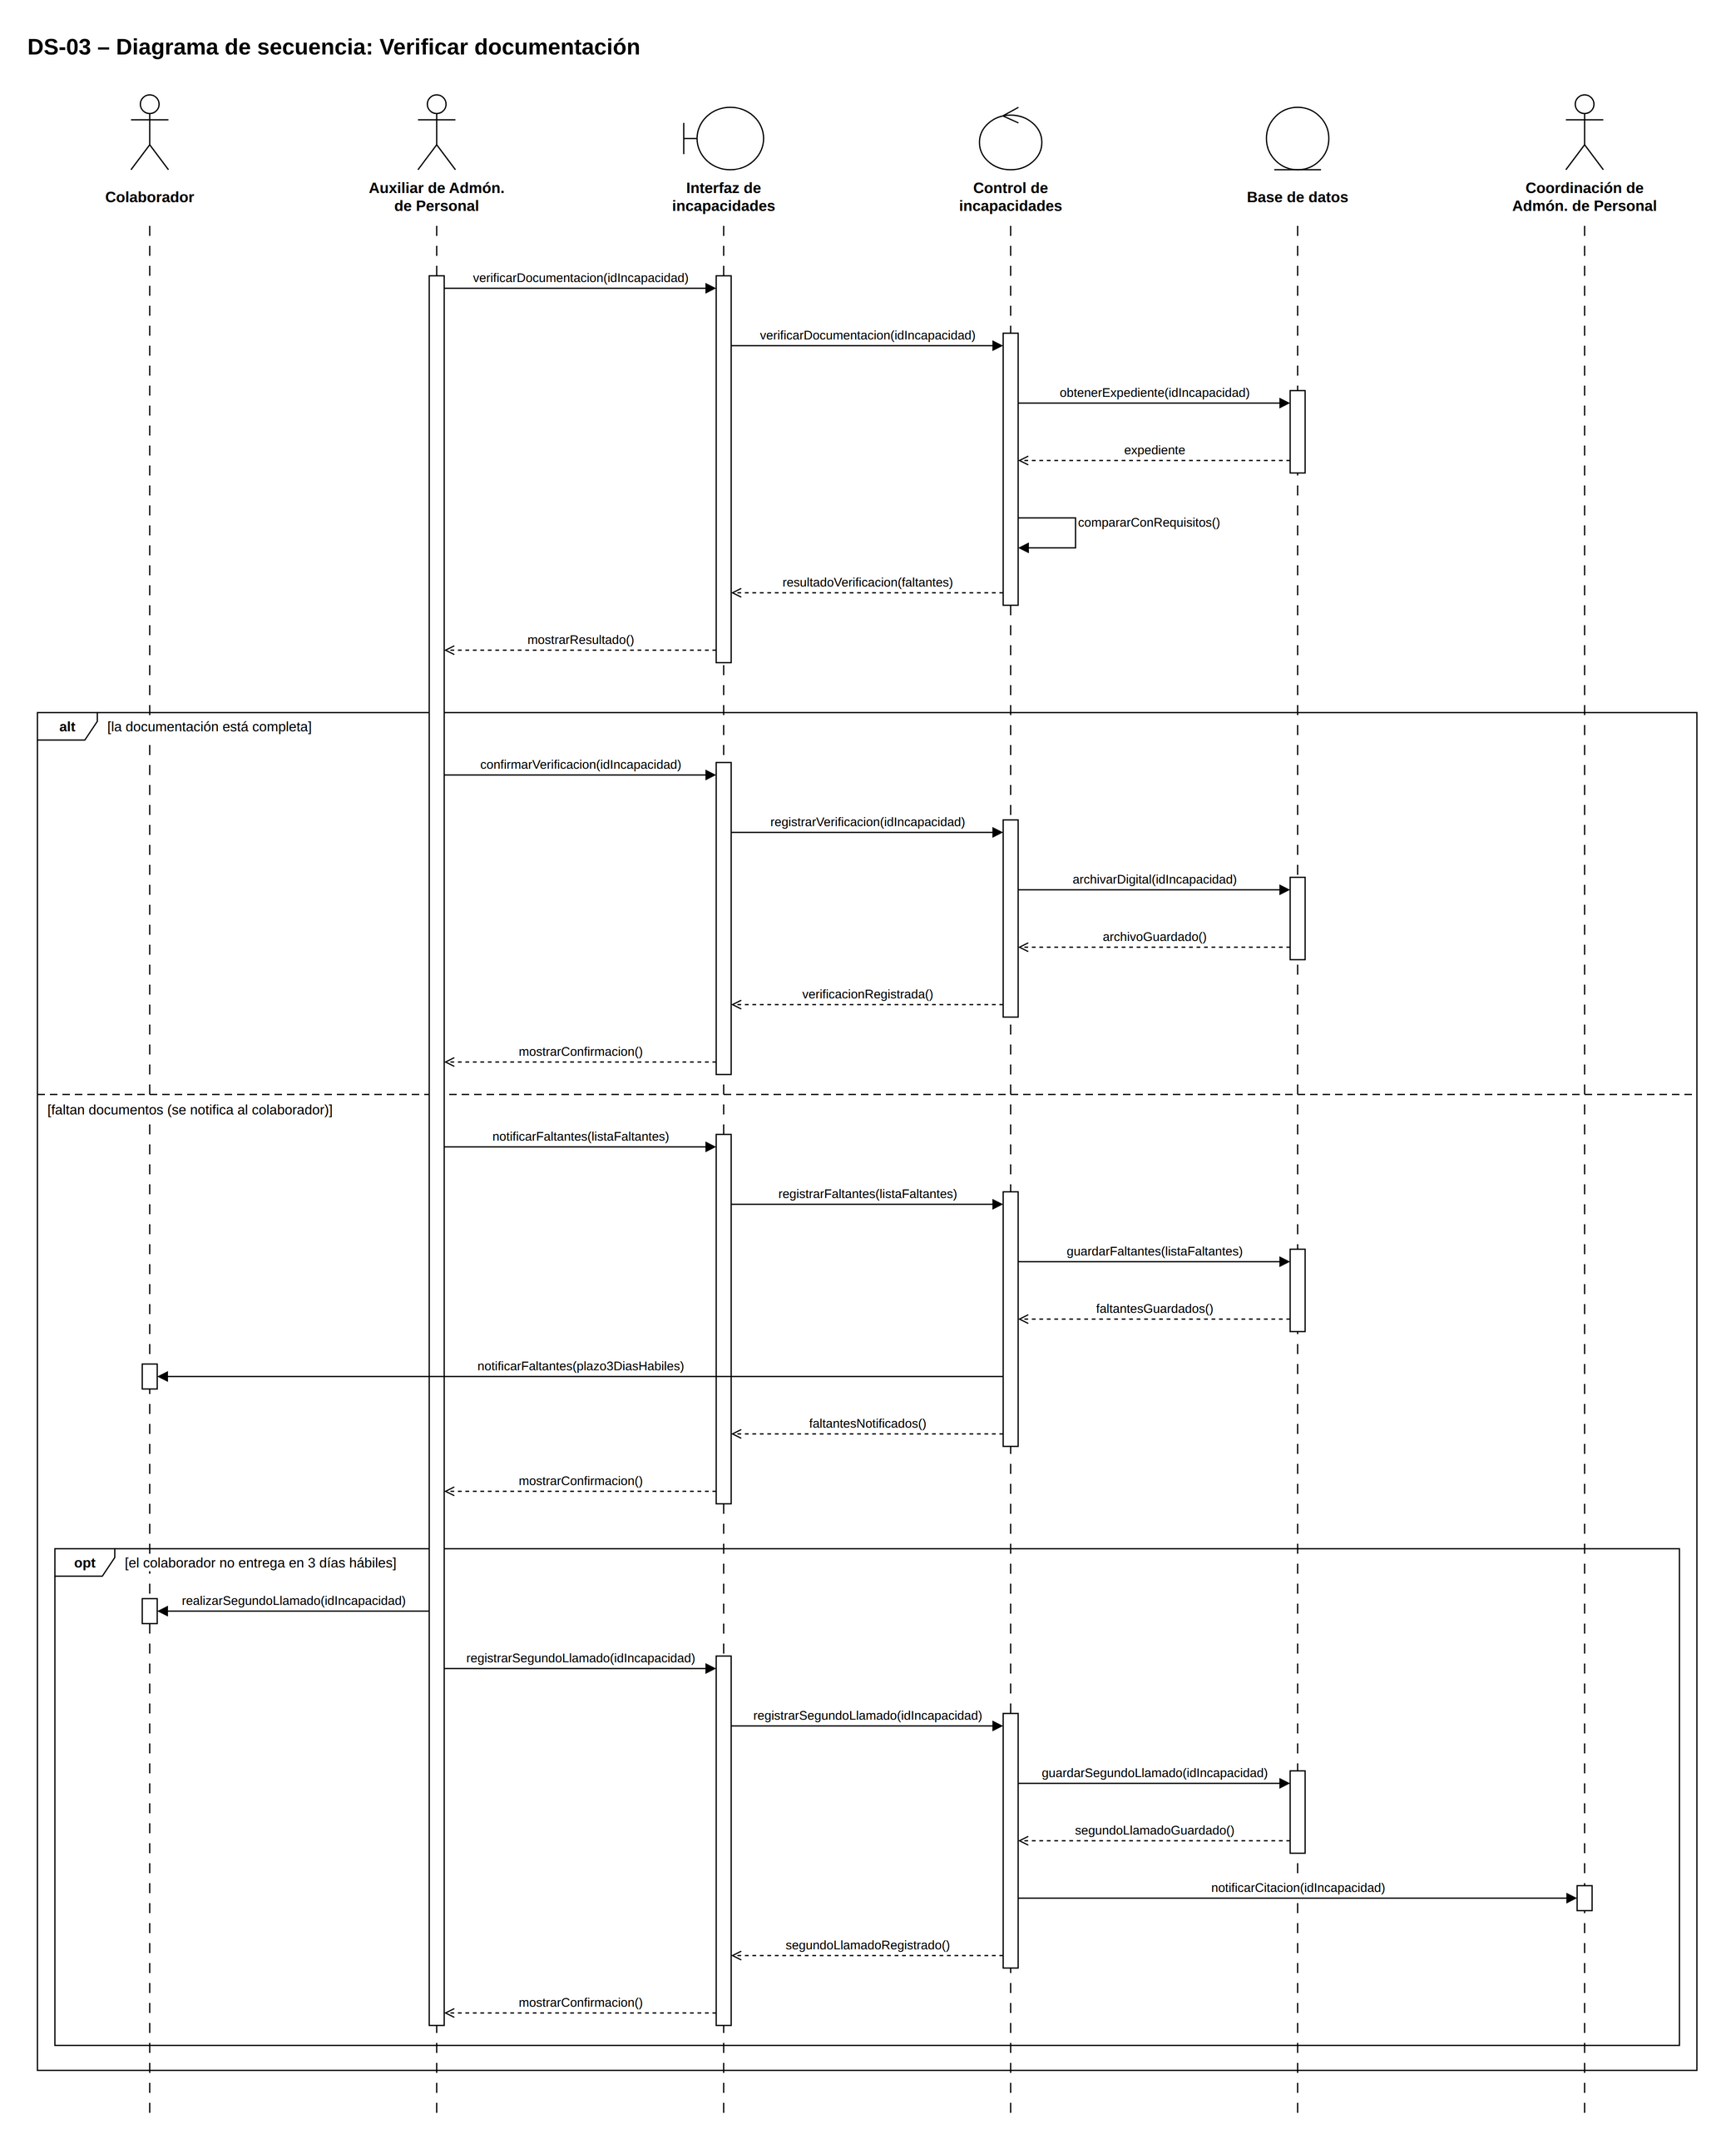 DS-03 – Diagrama de secuencia: Verificar documentación
Colaborador
Auxiliar de Admón.
de Personal
Interfaz de
incapacidades
Control de
incapacidades
Base de datos
Coordinación de
Admón. de Personal
verificarDocumentacion(idIncapacidad)
verificarDocumentacion(idIncapacidad)
obtenerExpediente(idIncapacidad)
expediente
compararConRequisitos()
resultadoVerificacion(faltantes)
mostrarResultado()
alt [la documentación está completa]
confirmarVerificacion(idIncapacidad)
registrarVerificacion(idIncapacidad)
archivarDigital(idIncapacidad)
archivoGuardado()
verificacionRegistrada()
mostrarConfirmacion()
[faltan documentos (se notifica al colaborador)]
notificarFaltantes(listaFaltantes)
registrarFaltantes(listaFaltantes)
guardarFaltantes(listaFaltantes)
faltantesGuardados()
notificarFaltantes(plazo3DiasHabiles)
faltantesNotificados()
mostrarConfirmacion()
opt [el colaborador no entrega en 3 días hábiles]
realizarSegundoLlamado(idIncapacidad)
registrarSegundoLlamado(idIncapacidad)
registrarSegundoLlamado(idIncapacidad)
guardarSegundoLlamado(idIncapacidad)
segundoLlamadoGuardado()
notificarCitacion(idIncapacidad)
segundoLlamadoRegistrado()
mostrarConfirmacion()